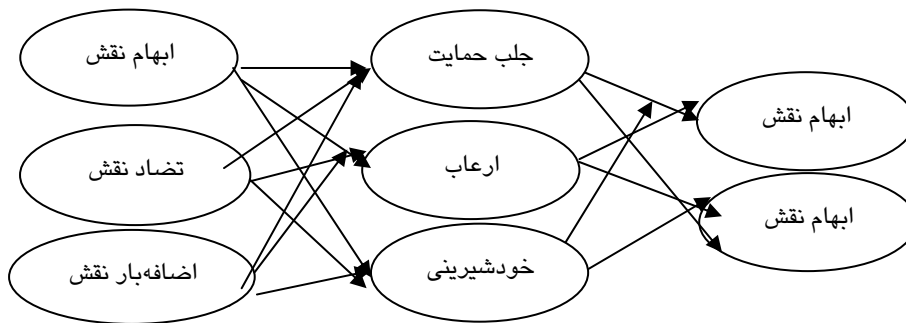 ابهام نقش
تضاد نقش
اضافه‌بار نقش
جلب حمایت
ارعاب
خودشیرینی
ابهام نقش
ابهام نقش